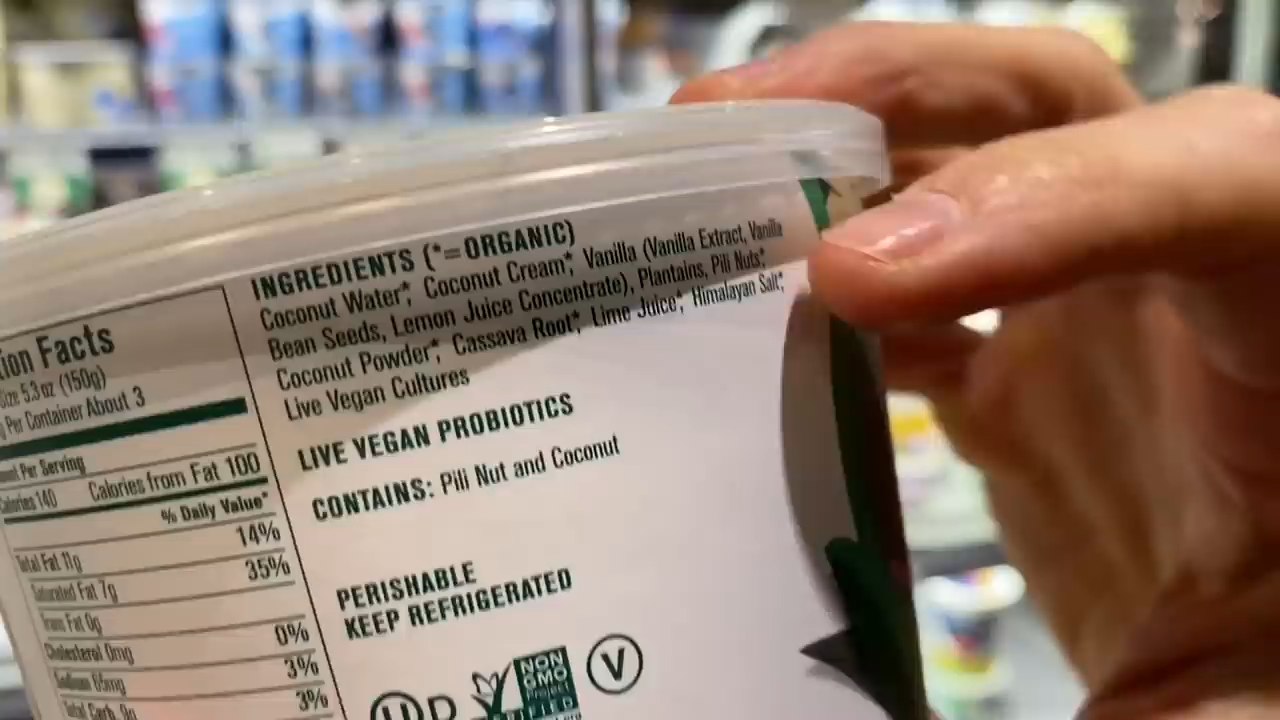 INGREDIENTS (*=ORGANIC)
Coconut Water*, Coconut Cream*, Vanilla (Vanilla Extract, Vanilla
Bean Seeds, Lemon Juice Concentrate), Plantains, Pili Nuts*,
Coconut Powder*, Cassava Root*, Lime Juice*, Himalayan Salt*,
Live Vegan Cultures
LIVE VEGAN PROBIOTICS
CONTAINS: Pili Nut and Coconut
PERISHABLE
KEEP REFRIGERATED
U D
NON
GMO
Project
V
ion Facts
Size 5.3 oz (150g)
Per Container About 3
Per Serving
Calories 140 Calories from Fat 100
% Daily Value*
Total Fat 11g 14%
Saturated Fat 7g 35%
Trans Fat 0g
Cholesterol 0mg 0%
Sodium 65mg 3%
Total Carb. 9g 3%